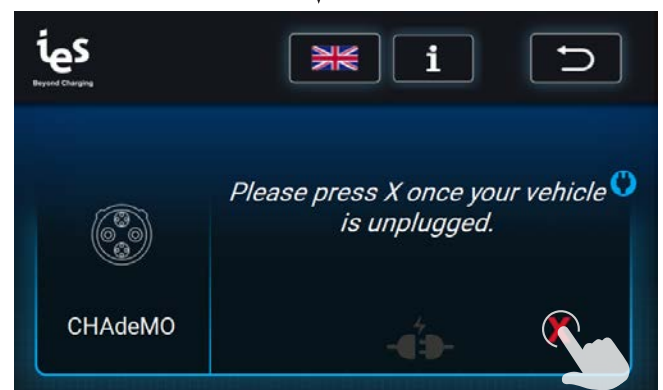 ies
Beyond Charging
i
Please press X once your vehicle
is unplugged.
CHAdeMO
X